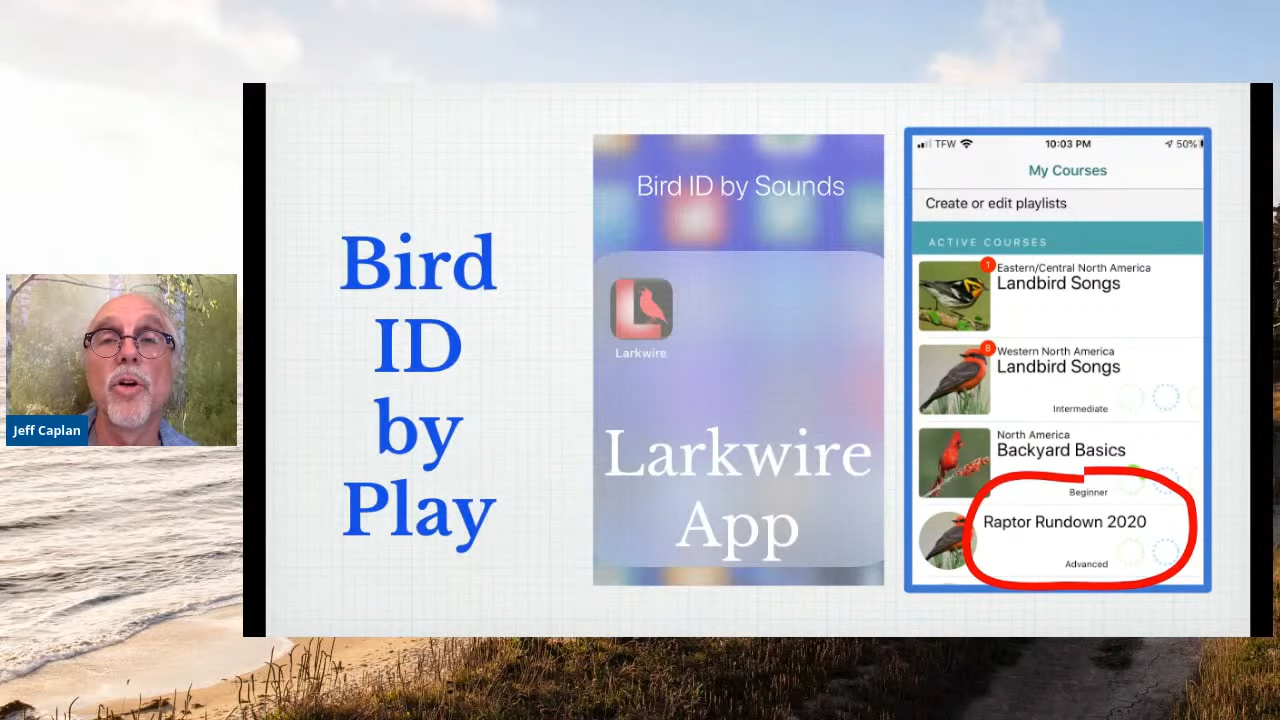 Jeff Caplan
Bird
ID
by
Play
Bird ID by Sounds
Larkwire
Larkwire
App
TFW 10:03 PM 50%
My Courses
Create or edit playlists
ACTIVE COURSES
1
Eastern/Central North America
Landbird Songs
8
Western North America
Landbird Songs
Intermediate
North America
Backyard Basics
Beginner
Raptor Rundown 2020
Advanced